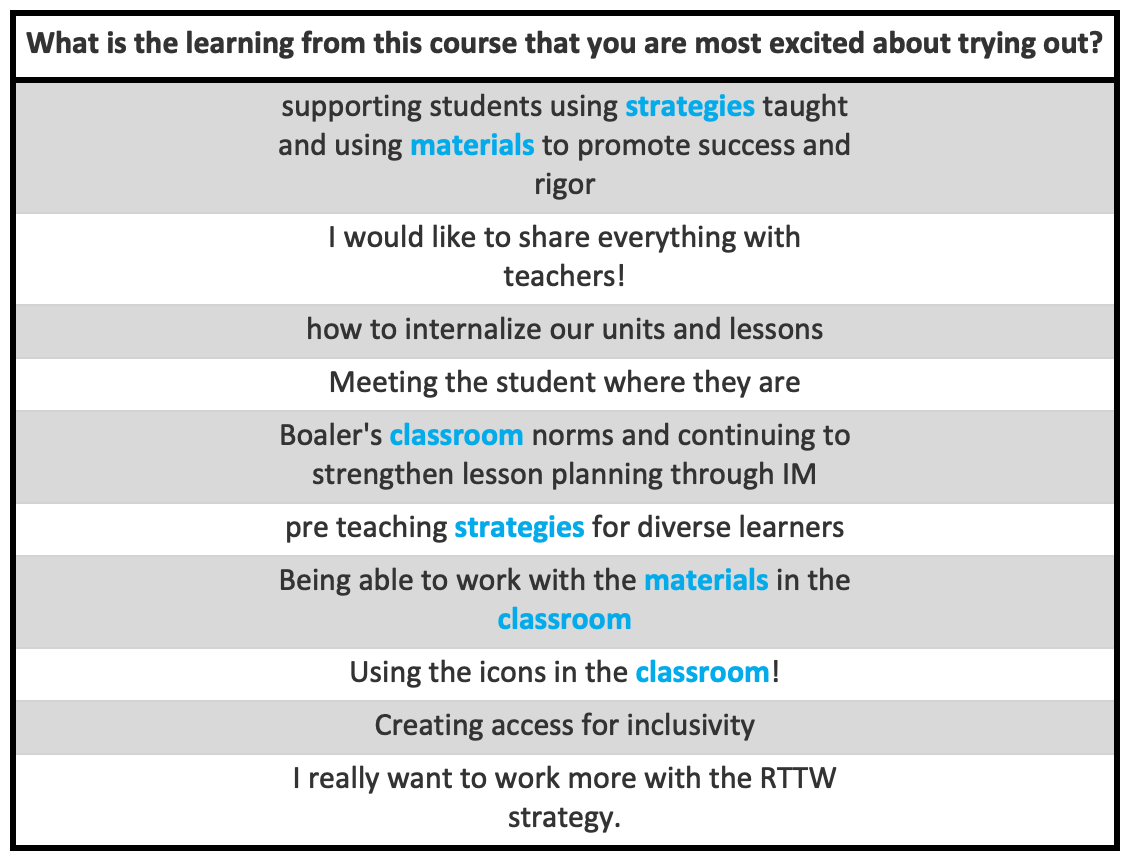 What is the learning from this course that you are most excited about trying out?
supporting students using strategies taught
and using materials to promote success and
rigor
I would like to share everything with
teachers!
how to internalize our units and lessons
Meeting the student where they are
Boaler's classroom norms and continuing to
strengthen lesson planning through IM
pre teaching strategies for diverse learners
Being able to work with the materials in the
classroom
Using the icons in the classroom!
Creating access for inclusivity
I really want to work more with the RTTW
strategy.